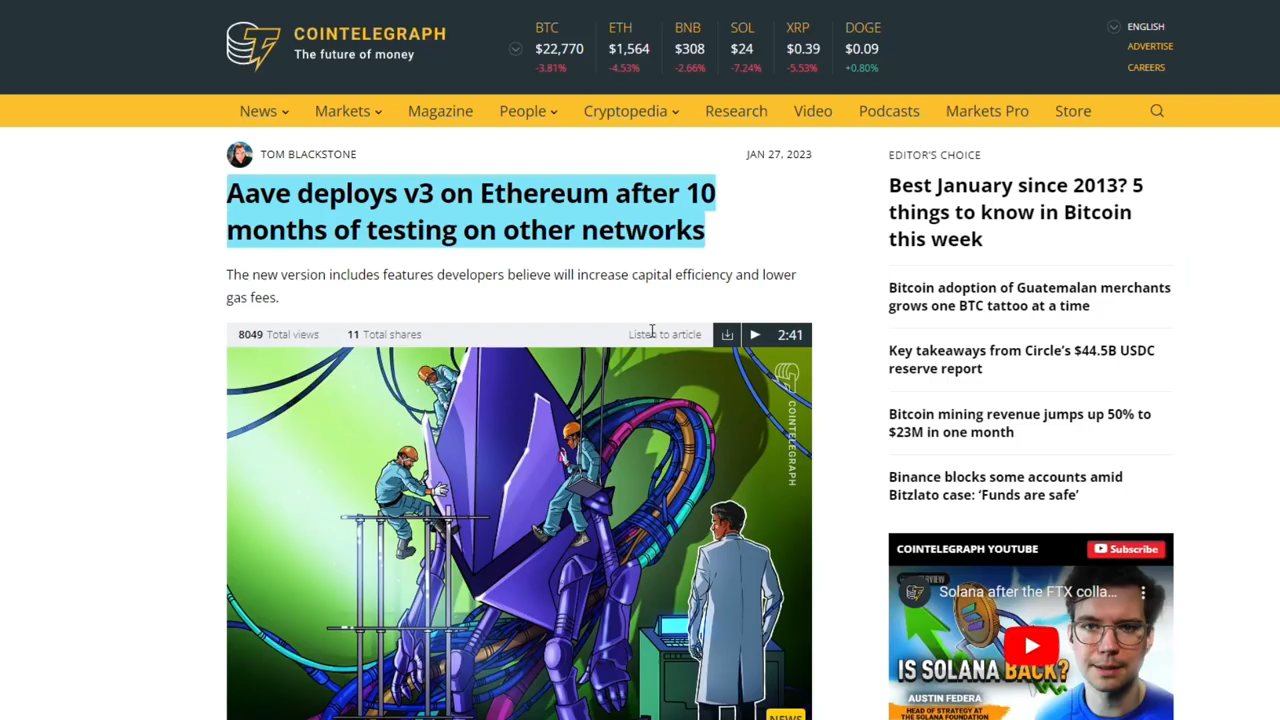 COINTELEGRAPH
The future of money
BTC
$22,770
-3.81%
ETH
$1,564
-4.53%
BNB
$308
-2.66%
SOL
$24
-7.24%
XRP
$0.39
-5.53%
DOGE
$0.09
+0.80%
ENGLISH
ADVERTISE
CAREERS
News Markets Magazine People Cryptopedia Research Video Podcasts Markets Pro Store
TOM BLACKSTONE
JAN 27, 2023
Aave deploys v3 on Ethereum after 10
months of testing on other networks
The new version includes features developers believe will increase capital efficiency and lower
gas fees.
8049 Total views 11 Total shares Listen to article 2:41
COINTELEGRAPH
NEWS
EDITOR'S CHOICE
Best January since 2013? 5
things to know in Bitcoin
this week
Bitcoin adoption of Guatemalan merchants
grows one BTC tattoo at a time
Key takeaways from Circle's $44.5B USDC
reserve report
Bitcoin mining revenue jumps up 50% to
$23M in one month
Binance blocks some accounts amid
Bitzlato case: ‘Funds are safe’
COINTELEGRAPH YOUTUBE
Subscribe
Solana after the FTX colla...
IS SOLANA BACK?
AUSTIN FEDERA
HEAD OF STRATEGY AT
THE SOLANA FOUNDATION